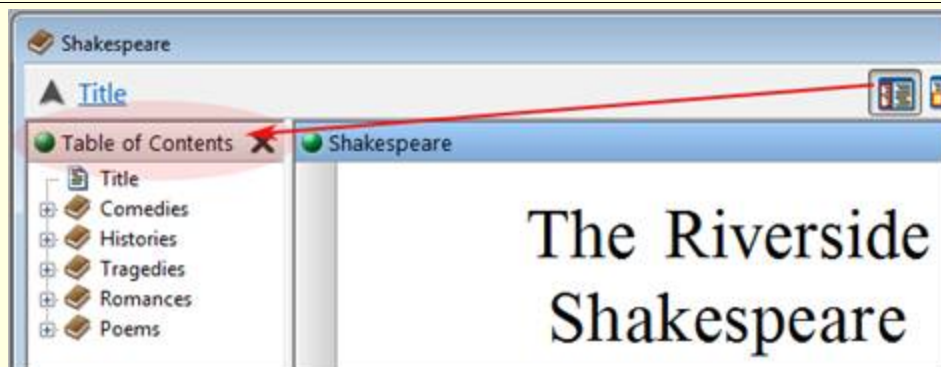 Shakespeare
Title
Table of Contents
Shakespeare
Title
Comedies
Histories
Tragedies
Romances
Poems
The Riverside
Shakespeare